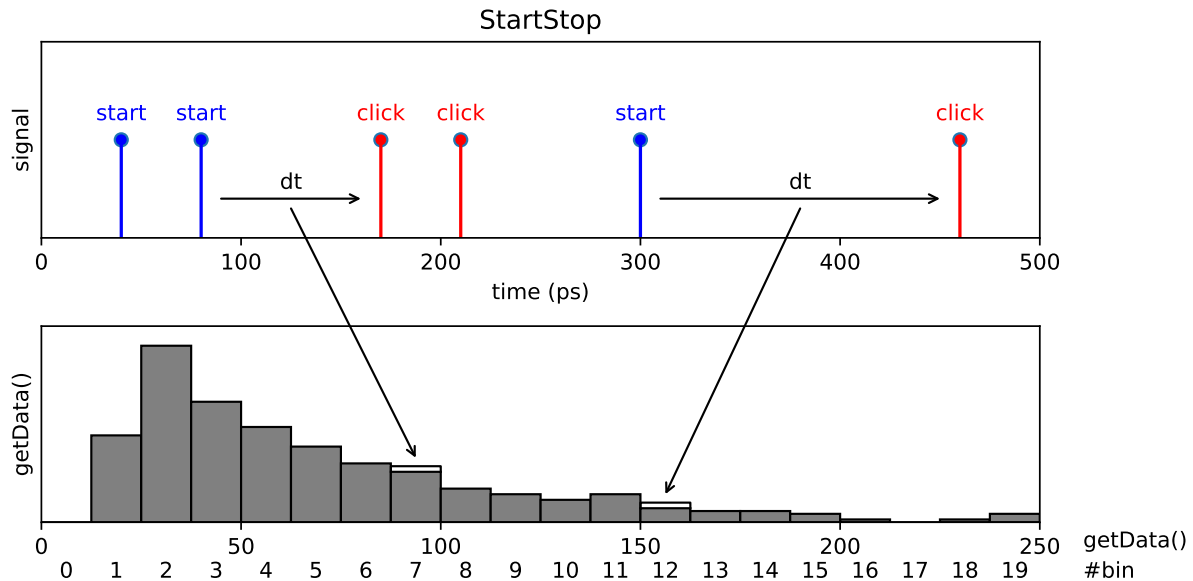 StartStop
start start click click start click
signal
dt dt
0 100 200 300 400 500
time (ps)
getData()
0 50 100 150 200 250 getData()
0 1 2 3 4 5 6 7 8 9 10 11 12 13 14 15 16 17 18 19 #bin